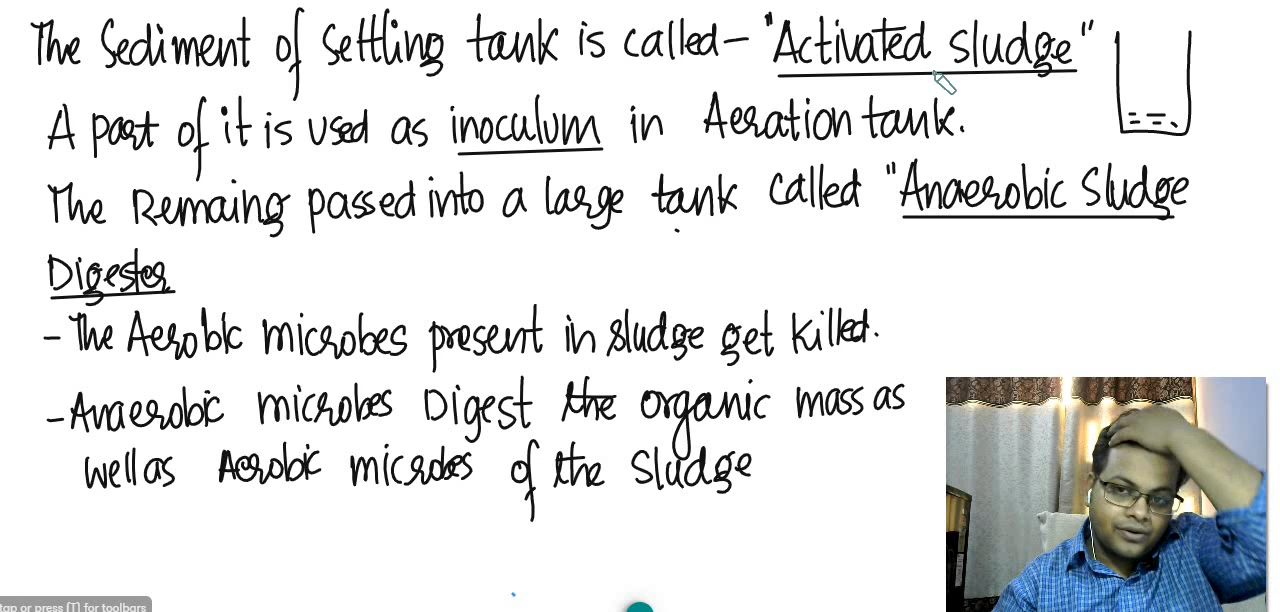 The Sediment of Settling tank is called - "Activated sludge"
A part of it is used as inoculum in Aeration tank.
The Remaing passed into a large tank called "Anaerobic Sludge
Digester
- The Aerobic microbes present in sludge get killed.
- Anaerobic microbes Digest the organic mass as
well as Aerobic microbes of the Sludge
tap or press [T] for toolbars